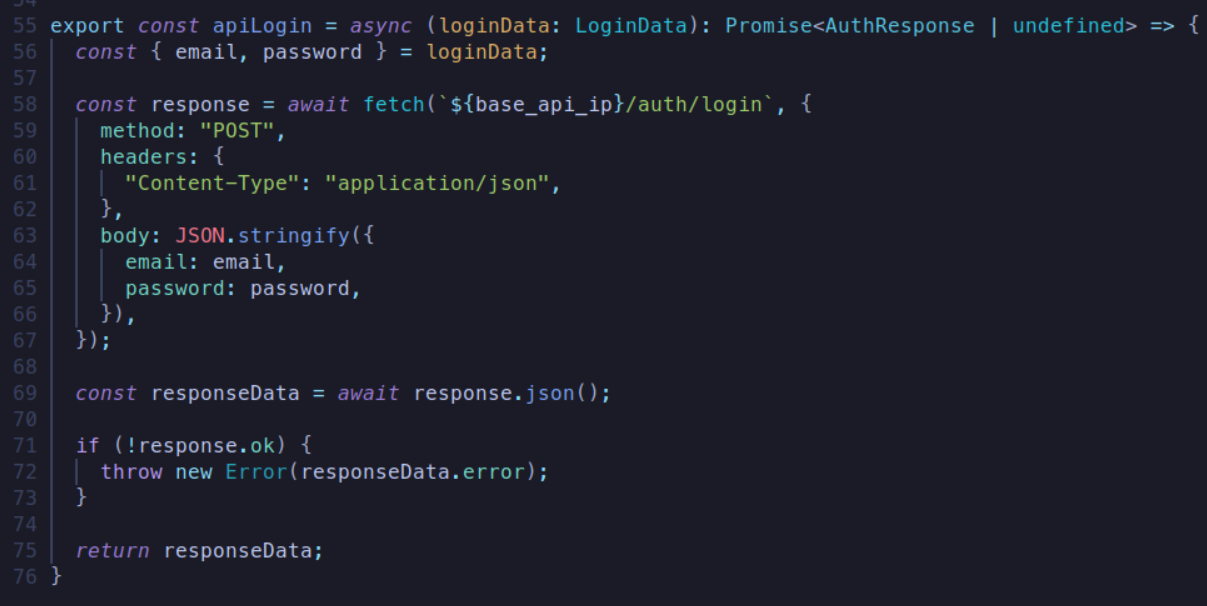 55 export const apiLogin = async (loginData: LoginData): Promise<AuthResponse | undefined> => {
56   const { email, password } = loginData;
57
58   const response = await fetch(`${base_api_ip}/auth/login`, {
59     method: "POST",
60     headers: {
61       "Content-Type": "application/json",
62     },
63     body: JSON.stringify({
64       email: email,
65       password: password,
66     }),
67   });
68
69   const responseData = await response.json();
70
71   if (!response.ok) {
72     throw new Error(responseData.error);
73   }
74
75   return responseData;
76 }